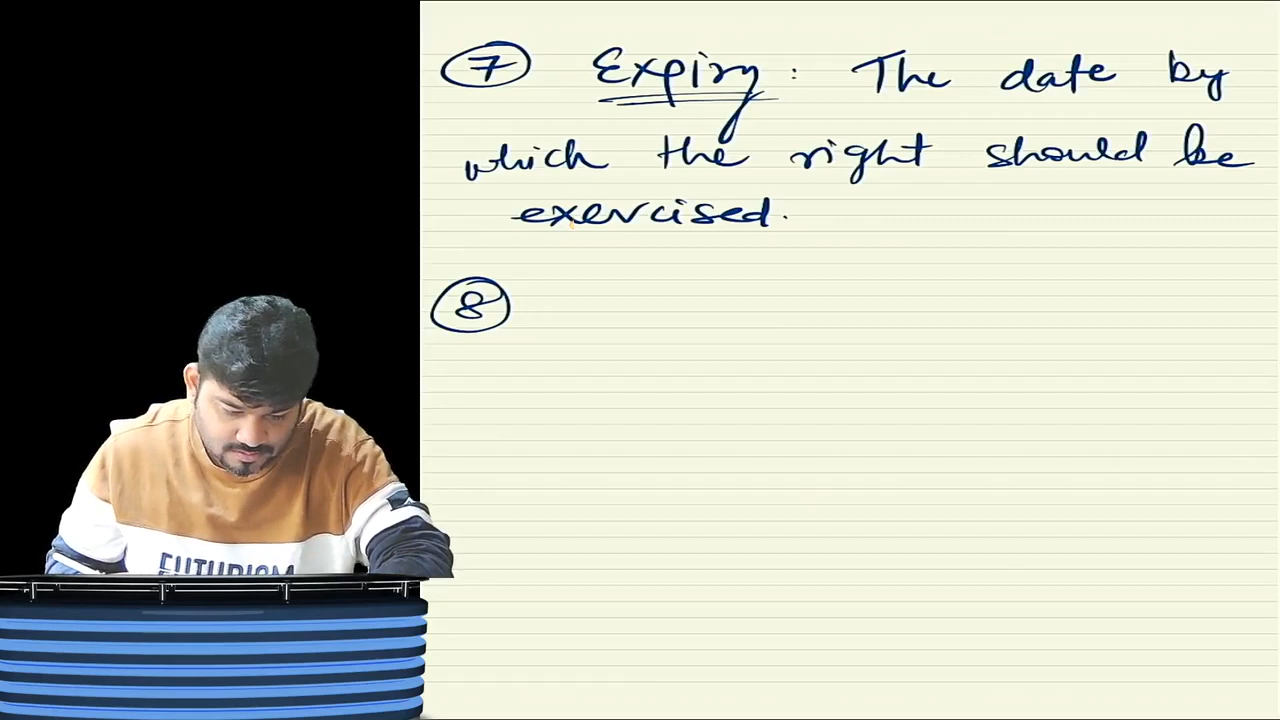 ⑦ Expiry : The date by
which the right should be
exercised.
⑧
FUTURISM